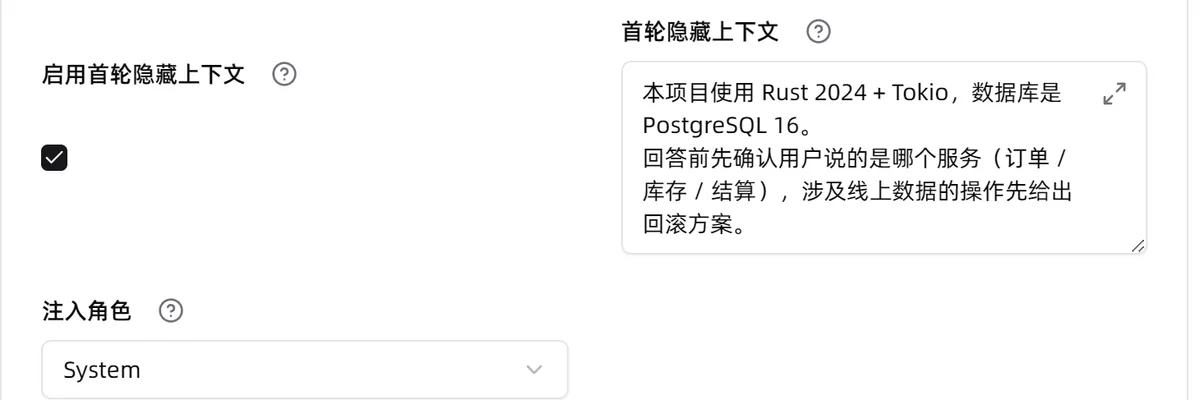 启用首轮隐藏上下文
首轮隐藏上下文
本项目使用 Rust 2024 + Tokio，数据库是
PostgreSQL 16。
回答前先确认用户说的是哪个服务（订单 /
库存 / 结算），涉及线上数据的操作先给出
回滚方案。
注入角色
System